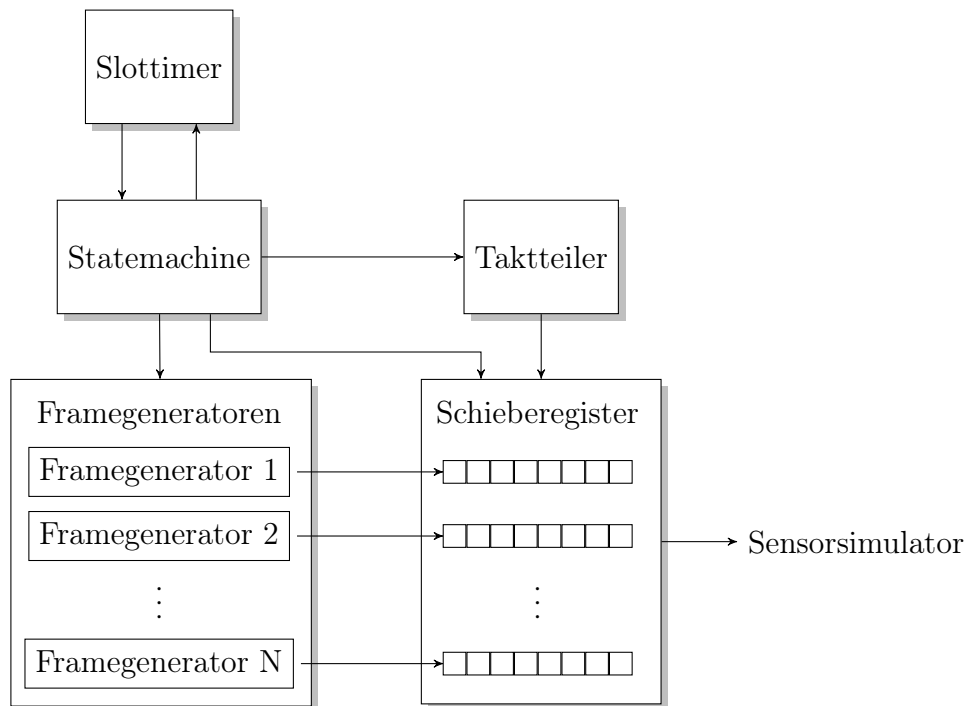 Slottimer
Statemachine
Taktteiler
Framegeneratoren
Schieberegister
Framegenerator 1
Framegenerator 2
Sensorsimulator
Framegenerator N